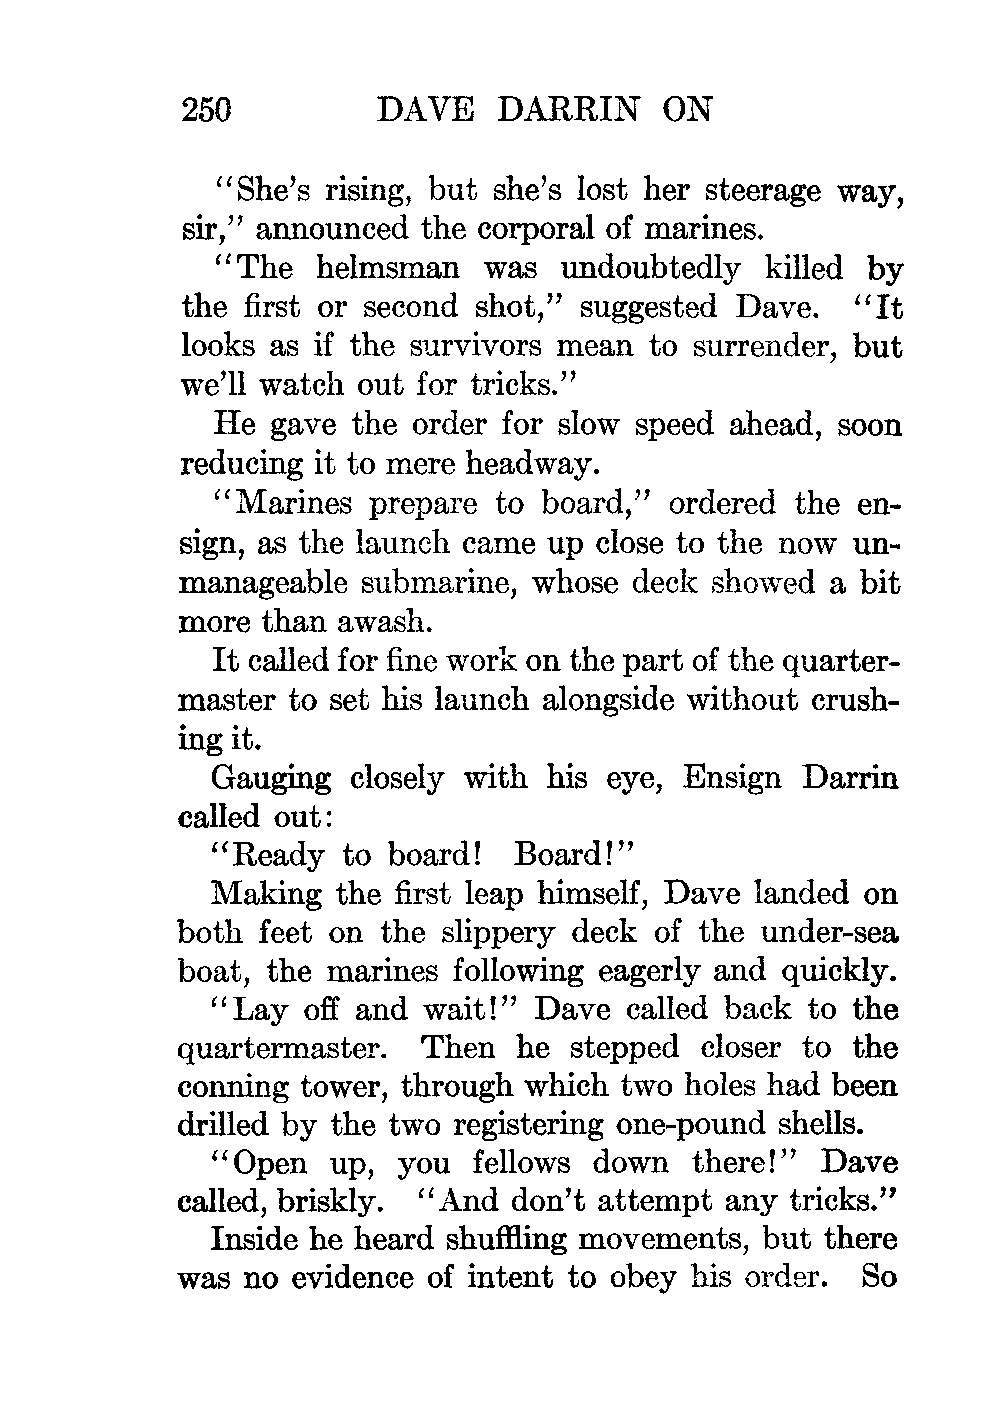 250 DAVE DARRIN ON
“She’s rising, but she’s lost her steerage way,
sir,” announced the corporal of marines.
“The helmsman was undoubtedly killed by
the first or second shot,” suggested Dave. “It
looks as if the survivors mean to surrender, but
we’ll watch out for tricks.”
He gave the order for slow speed ahead, soon
reducing it to mere headway.
“Marines prepare to board,” ordered the en-
sign, as the launch came up close to the now un-
manageable submarine, whose deck showed a bit
more than awash.
It called for fine work on the part of the quarter-
master to set his launch alongside without crush-
ing it.
Gauging closely with his eye, Ensign Darrin
called out:
“Ready to board! Board!”
Making the first leap himself, Dave landed on
both feet on the slippery deck of the under-sea
boat, the marines following eagerly and quickly.
“Lay off and wait!” Dave called back to the
quartermaster. Then he stepped closer to the
conning tower, through which two holes had been
drilled by the two registering one-pound shells.
“Open up, you fellows down there!” Dave
called, briskly. “And don’t attempt any tricks.”
Inside he heard shuffling movements, but there
was no evidence of intent to obey his order. So